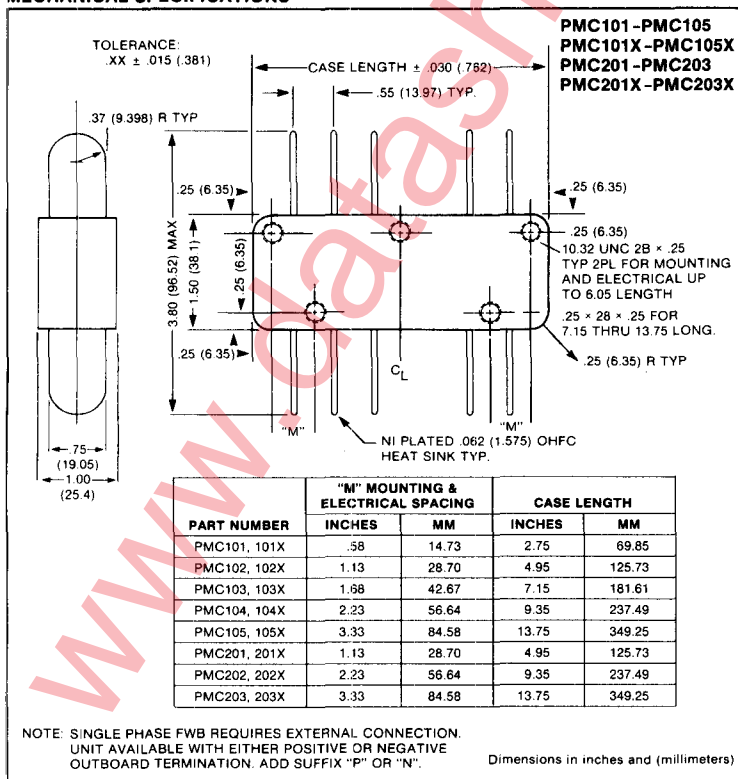 MECHANICAL SPECIFICATIONS
PMC101-PMC105
PMC101X-PMC105X
PMC201-PMC203
PMC201X-PMC203X
TOLERANCE:
.XX ± .015 (.381)
CASE LENGTH ± .030 (.762)
.55 (13.97) TYP.
.37 (9.398) R TYP
.25 (6.35)
.25 (6.35)
.25 (6.35)
10.32 UNC 2B × .25
TYP 2PL FOR MOUNTING
AND ELECTRICAL UP
TO 6.05 LENGTH
.25 × 28 × .25 FOR
7.15 THRU 13.75 LONG.
3.80 (96.52) MAX
1.50 (38.1)
.25 (6.35)
.25 (6.35)
.25 (6.35) R TYP
CL
"M"
"M"
NI PLATED .062 (1.575) OHFC
HEAT SINK TYP.
.75
(19.05)
1.00
(25.4)
PART NUMBER "M" MOUNTING & ELECTRICAL SPACING CASE LENGTH
INCHES MM INCHES MM
PMC101, 101X .58 14.73 2.75 69.85
PMC102, 102X 1.13 28.70 4.95 125.73
PMC103, 103X 1.68 42.67 7.15 181.61
PMC104, 104X 2.23 56.64 9.35 237.49
PMC105, 105X 3.33 84.58 13.75 349.25
PMC201, 201X 1.13 28.70 4.95 125.73
PMC202, 202X 2.23 56.64 9.35 237.49
PMC203, 203X 3.33 84.58 13.75 349.25
NOTE: SINGLE PHASE FWB REQUIRES EXTERNAL CONNECTION.
UNIT AVAILABLE WITH EITHER POSITIVE OR NEGATIVE
OUTBOARD TERMINATION. ADD SUFFIX "P" OR "N".
Dimensions in inches and (millimeters)
www.datash